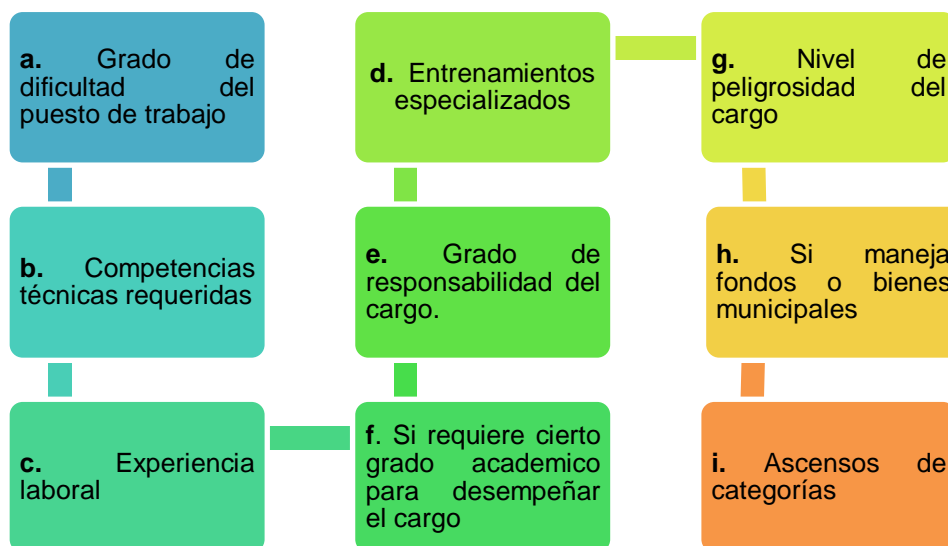 a. Grado de
dificultad del
puesto de trabajo
b. Competencias
técnicas requeridas
c. Experiencia
laboral
d. Entrenamientos
especializados
e. Grado de
responsabilidad del
cargo.
f. Si requiere cierto
grado academico
para desempeñar
el cargo
g. Nivel de
peligrosidad del
cargo
h. Si maneja
fondos o bienes
municipales
i. Ascensos de
categorías